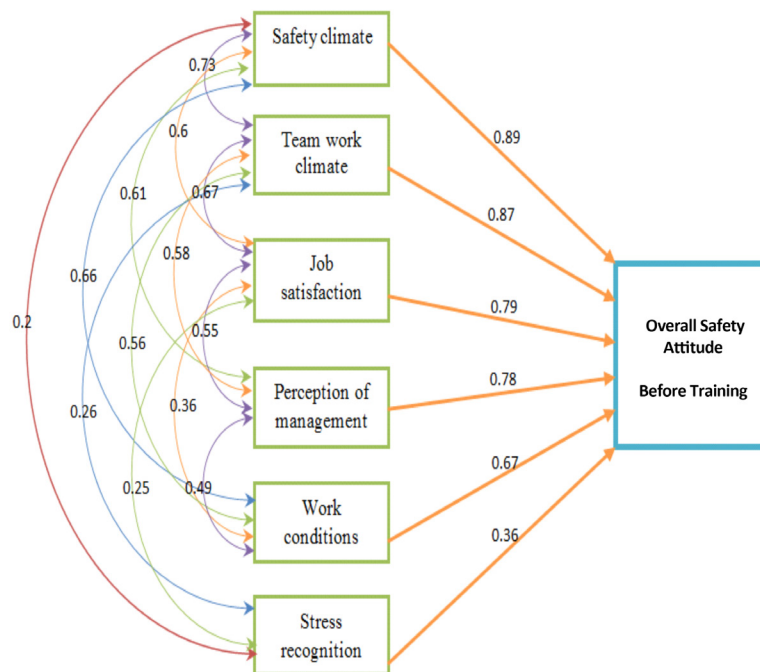 Safety climate
0.73
0.89
0.6
Team work
climate
0.61
0.67
0.87
0.58
0.66
Job
satisfaction
0.79
0.2
0.56
0.55
Overall Safety
Attitude
Before Training
0.26
0.36
Perception of
management
0.78
0.25
0.49
0.67
Work
conditions
0.36
Stress
recognition